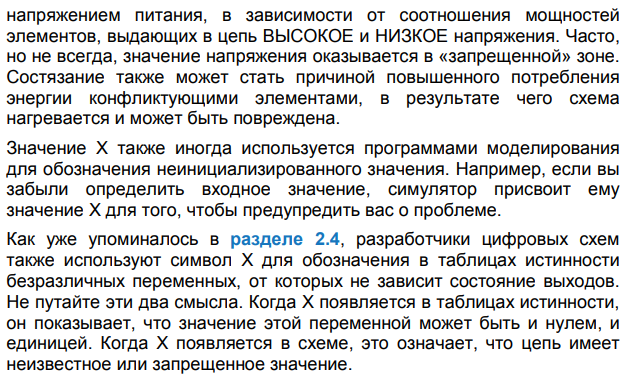 напряжением питания, в зависимости от соотношения мощностей
элементов, выдающих в цепь ВЫСОКОЕ и НИЗКОЕ напряжения. Часто,
но не всегда, значение напряжения оказывается в «запрещенной» зоне.
Состязание также может стать причиной повышенного потребления
энергии конфликтующими элементами, в результате чего схема
нагревается и может быть повреждена.
Значение X также иногда используется программами моделирования
для обозначения неинициализированного значения. Например, если вы
забыли определить входное значение, симулятор присвоит ему
значение X для того, чтобы предупредить вас о проблеме.
Как уже упоминалось в разделе 2.4, разработчики цифровых схем
также используют символ X для обозначения в таблицах истинности
безразличных переменных, от которых не зависит состояние выходов.
Не путайте эти два смысла. Когда X появляется в таблицах истинности,
он показывает, что значение этой переменной может быть и нулем, и
единицей. Когда X появляется в схеме, это означает, что цепь имеет
неизвестное или запрещенное значение.